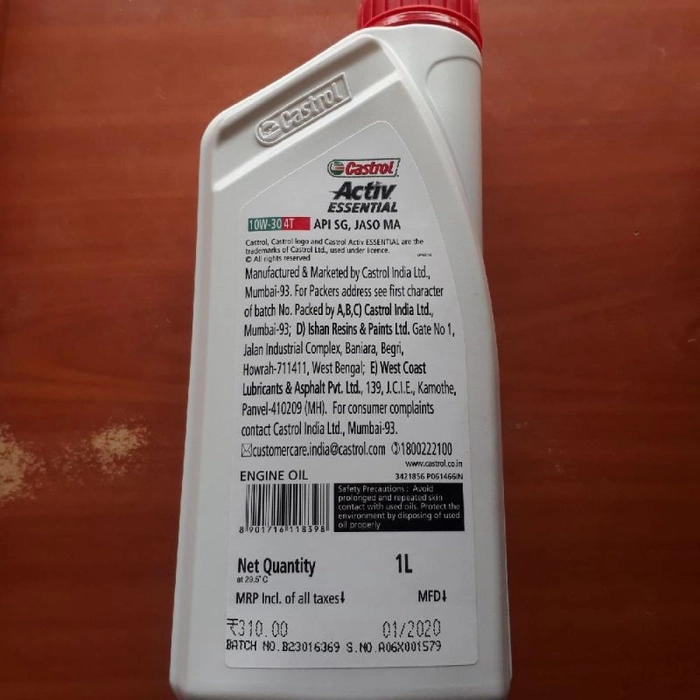 Castrol
Castrol
Activ
ESSENTIAL
10W-30 4T API SG, JASO MA
Castrol, Castrol logo and Castrol Activ ESSENTIAL are the
trademarks of Castrol Ltd., used under licence.
© All rights reserved
Manufactured & Marketed by Castrol India Ltd.,
Mumbai-93. For Packers address see first character
of batch No. Packed by A,B,C) Castrol India Ltd.,
Mumbai-93; D) Ishan Resins & Paints Ltd. Gate No 1,
Jalan Industrial Complex, Baniara, Begri,
Howrah-711411, West Bengal; E) West Coast
Lubricants & Asphalt Pvt. Ltd., 139, J.C.I.E., Kamothe,
Panvel-410209 (MH). For consumer complaints
contact Castrol India Ltd., Mumbai-93.
customercare.india@castrol.com 1800222100
www.castrol.co.in
3421856 P061466IN
ENGINE OIL
Safety Precautions : Avoid
prolonged and repeated skin
contact with used oils. Protect the
environment by disposing of used
oil properly
8 901716 118398
Net Quantity 1L
at 29.5° C
MRP Incl. of all taxes↓ MFD↓
₹310.00 01/2020
BATCH NO.B23016369 S.NO.A06X001579